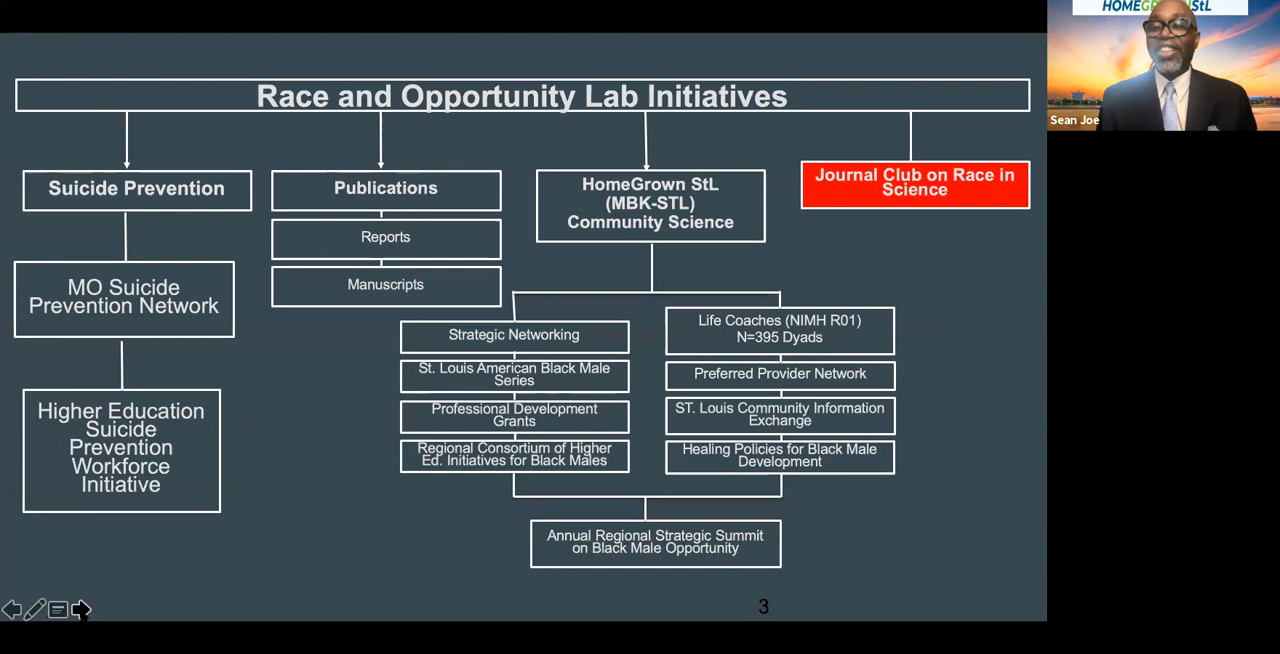 Race and Opportunity Lab Initiatives
Suicide Prevention
MO Suicide
Prevention Network
Higher Education
Suicide
Prevention
Workforce
Initiative
Publications
Reports
Manuscripts
HomeGrown StL
(MBK-STL)
Community Science
Strategic Networking
St. Louis American Black Male
Series
Professional Development
Grants
Regional Consortium of Higher
Ed. Initiatives for Black Males
Life Coaches (NIMH R01)
N=395 Dyads
Preferred Provider Network
ST. Louis Community Information
Exchange
Healing Policies for Black Male
Development
Annual Regional Strategic Summit
on Black Male Opportunity
Journal Club on Race in
Science
3
Sean Joe